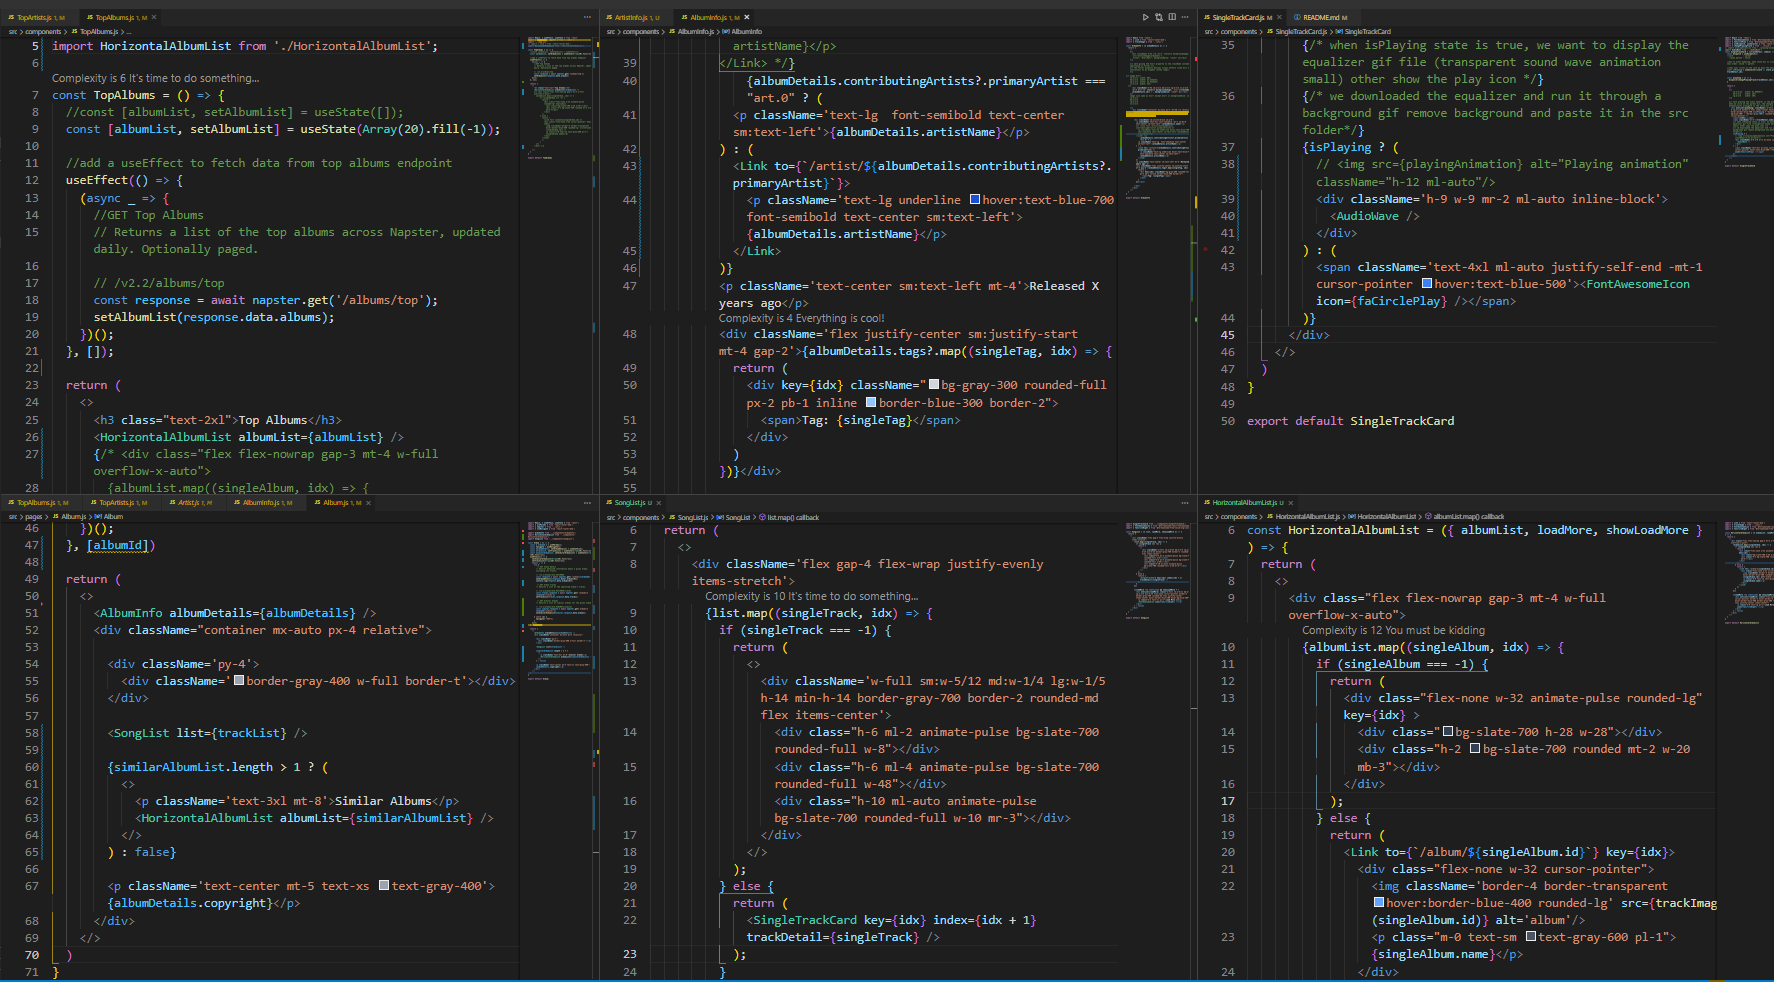 TopArtists.js 1, M
TopAlbums.js 1, M
src > components > TopAlbums.js > ...
5 import HorizontalAlbumList from './HorizontalAlbumList';
6
Complexity is 6 It's time to do something...
7 const TopAlbums = () => {
8 //const [albumList, setAlbumList] = useState([]);
9 const [albumList, setAlbumList] = useState(Array(20).fill(-1));
10
11 //add a useEffect to fetch data from top albums endpoint
12 useEffect(() => {
13 (async _ => {
14 //GET Top Albums
15 // Returns a list of the top albums across Napster, updated
daily. Optionally paged.
16
17 // /v2.2/albums/top
18 const response = await napster.get('/albums/top');
19 setAlbumList(response.data.albums);
20 })();
21 }, []);
22
23 return (
24 <>
25 <h3 class="text-2xl">Top Albums</h3>
26 <HorizontalAlbumList albumList={albumList} />
27 {/* <div class="flex flex-nowrap gap-3 mt-4 w-full
overflow-x-auto">
28 {albumList.map((singleAlbum, idx) => {
ArtistInfo.js 1, U
AlbumInfo.js 1, M
src > components > AlbumInfo.js > AlbumInfo
artistName}</p>
39 </Link> */}
40 {albumDetails.contributingArtists?.primaryArtist ===
"art.0" ? (
41 <p className='text-lg  font-semibold text-center
sm:text-left'>{albumDetails.artistName}</p>
42 ) : (
43 <Link to={`/artist/${albumDetails.contributingArtists?.
primaryArtist}`}>
44 <p className='text-lg underline hover:text-blue-700
font-semibold text-center sm:text-left'>
{albumDetails.artistName}</p>
45 </Link>
46 )}
47 <p className='text-center sm:text-left mt-4'>Released X
years ago</p>
Complexity is 4 Everything is cool!
48 <div className='flex justify-center sm:justify-start
mt-4 gap-2'>{albumDetails.tags?.map((singleTag, idx) => {
49 return (
50 <div key={idx} className="bg-gray-300 rounded-full
px-2 pb-1 inline border-blue-300 border-2">
51 <span>Tag: {singleTag}</span>
52 </div>
53 )
54 })}</div>
55
SingleTrackCard.js M
README.md M
src > components > SingleTrackCard.js > SingleTrackCard
35 {/* when isPlaying state is true, we want to display the
equalizer gif file (transparent sound wave animation
small) other show the play icon */}
36 {/* we downloaded the equalizer and run it through a
background gif remove background and paste it in the src
folder*/}
37 {isPlaying ? (
38 // <img src={playingAnimation} alt="Playing animation"
className="h-12 ml-auto"/>
39 <div className='h-9 w-9 mr-2 ml-auto inline-block'>
40 <AudioWave />
41 </div>
42 ) : (
43 <span className='text-4xl ml-auto justify-self-end -mt-1
cursor-pointer hover:text-blue-500'><FontAwesomeIcon
icon={faCirclePlay} /></span>
44 )}
45 </div>
46 </>
47 )
48 }
49
50 export default SingleTrackCard
TopAlbums.js 1, M
TopArtists.js 1, M
Artist.js 1, M
AlbumInfo.js 1, M
Album.js 1, M
src > pages > Album.js > Album
46 })();
47 }, [albumId])
48
49 return (
50 <>
51 <AlbumInfo albumDetails={albumDetails} />
52 <div className="container mx-auto px-4 relative">
53
54 <div className='py-4'>
55 <div className='border-gray-400 w-full border-t'></div>
56 </div>
57
58 <SongList list={trackList} />
59
60 {similarAlbumList.length > 1 ? (
61 <>
62 <p className='text-3xl mt-8'>Similar Albums</p>
63 <HorizontalAlbumList albumList={similarAlbumList} />
64 </>
65 ) : false}
66
67 <p className='text-center mt-5 text-xs text-gray-400'>
{albumDetails.copyright}</p>
68 </div>
69 </>
70 )
71 }
SongList.js U
src > components > SongList.js > SongList > list.map() callback
6 return (
7 <>
8 <div className='flex gap-4 flex-wrap justify-evenly
items-stretch'>
Complexity is 10 It's time to do something...
9 {list.map((singleTrack, idx) => {
10 if (singleTrack === -1) {
11 return (
12 <>
13 <div className='w-full sm:w-5/12 md:w-1/4 lg:w-1/5
h-14 min-h-14 border-gray-700 border-2 rounded-md
flex items-center'>
14 <div class="h-6 ml-2 animate-pulse bg-slate-700
rounded-full w-8"></div>
15 <div class="h-6 ml-4 animate-pulse bg-slate-700
rounded-full w-48"></div>
16 <div class="h-10 ml-auto animate-pulse
bg-slate-700 rounded-full w-10 mr-3"></div>
17 </div>
18 </>
19 );
20 } else {
21 return (
22 <SingleTrackCard key={idx} index={idx + 1}
trackDetail={singleTrack} />
23 );
24 }
HorizontalAlbumList.js U
src > components > HorizontalAlbumList.js > HorizontalAlbumList > albumList.map() callback
6 const HorizontalAlbumList = ({ albumList, loadMore, showLoadMore }
) => {
7 return (
8 <>
9 <div class="flex flex-nowrap gap-3 mt-4 w-full
overflow-x-auto">
Complexity is 12 You must be kidding
10 {albumList.map((singleAlbum, idx) => {
11 if (singleAlbum === -1) {
12 return (
13 <div class="flex-none w-32 animate-pulse rounded-lg"
key={idx} >
14 <div class="bg-slate-700 h-28 w-28"></div>
15 <div class="h-2 bg-slate-700 rounded mt-2 w-20
mb-3"></div>
16 </div>
17 );
18 } else {
19 return (
20 <Link to={`/album/${singleAlbum.id}`} key={idx}>
21 <div class="flex-none w-32 cursor-pointer">
22 <img className='border-4 border-transparent
hover:border-blue-400 rounded-lg' src={trackImag
(singleAlbum.id)} alt='album'/>
23 <p class="m-0 text-sm text-gray-600 pl-1">
{singleAlbum.name}</p>
24 </div>